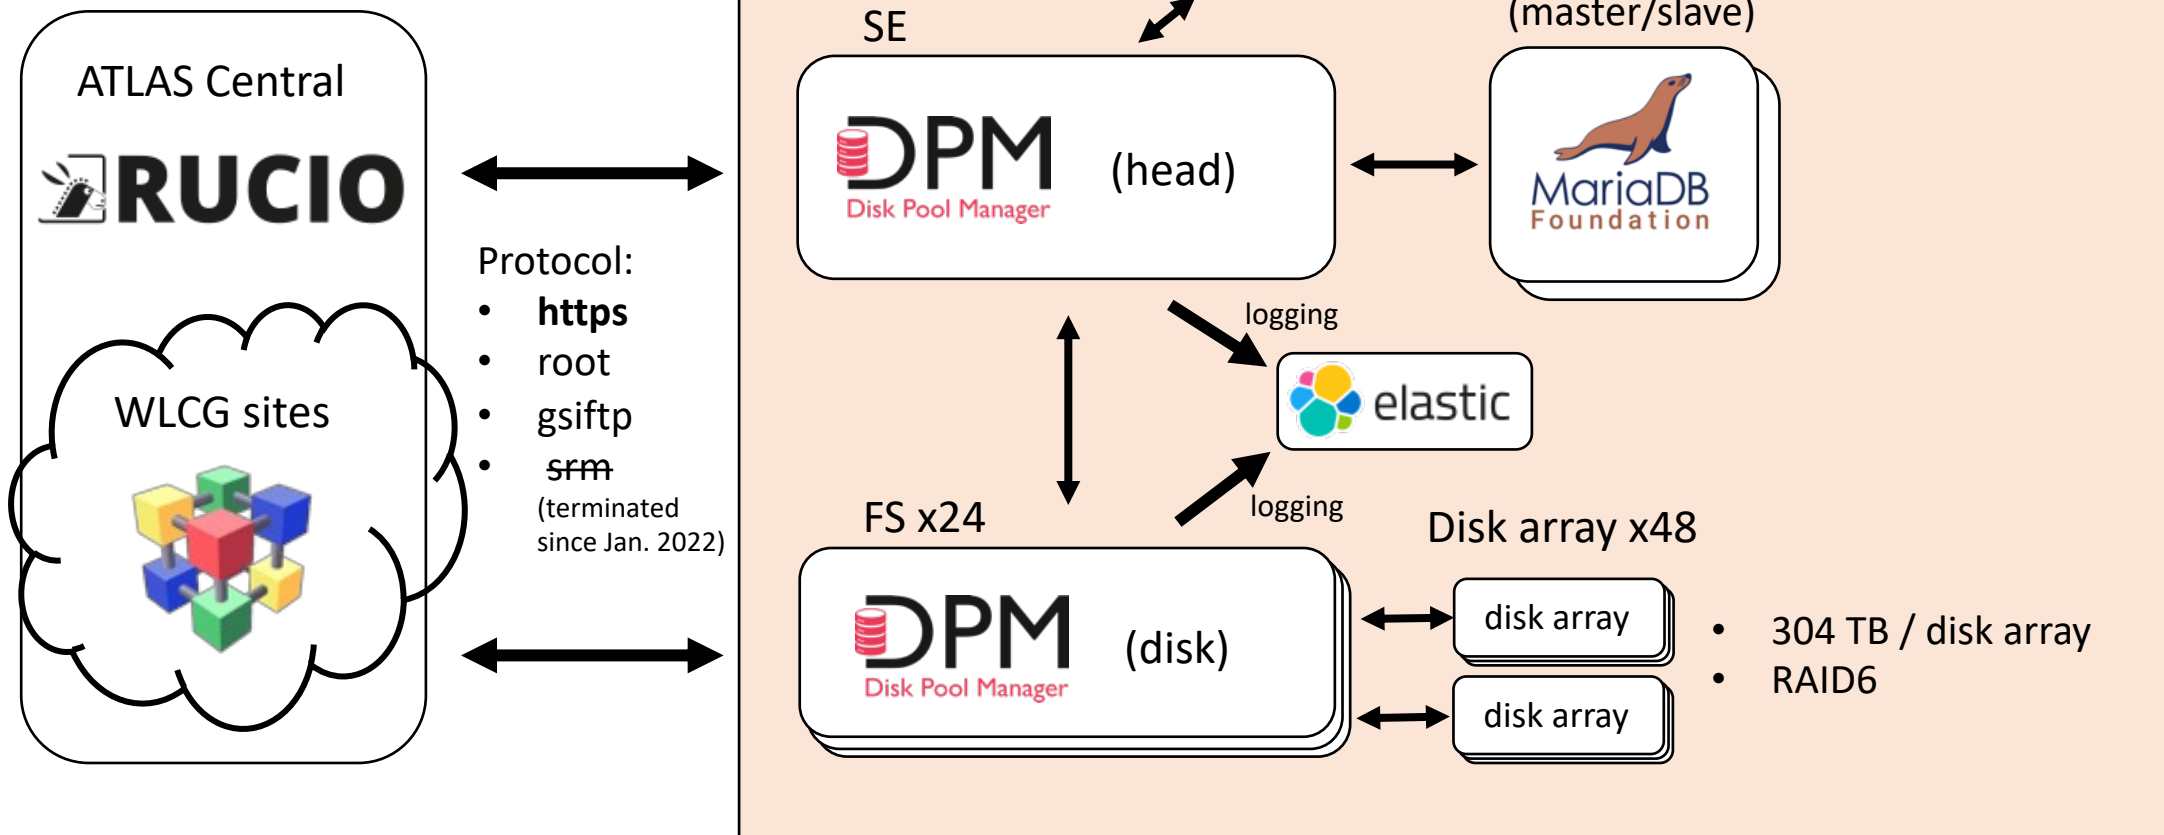 ATLAS Central
RUCIO
WLCG sites
Protocol:
• https
• root
• gsiftp
• srm
(terminated
since Jan. 2022)
SE
DPM
Disk Pool Manager
(head)
(master/slave)
MariaDB
Foundation
logging
elastic
logging
FS x24
DPM
Disk Pool Manager
(disk)
Disk array x48
disk array
disk array
• 304 TB / disk array
• RAID6